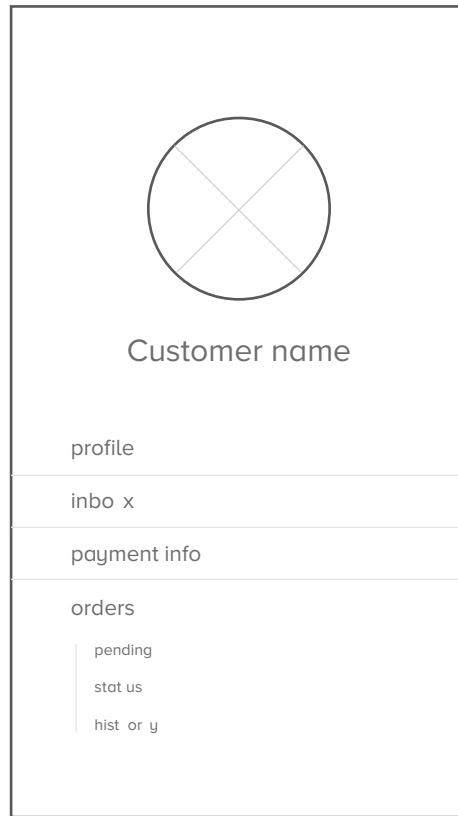 Customer name
profile
inbo x
payment info
orders
pending
stat us
hist or y